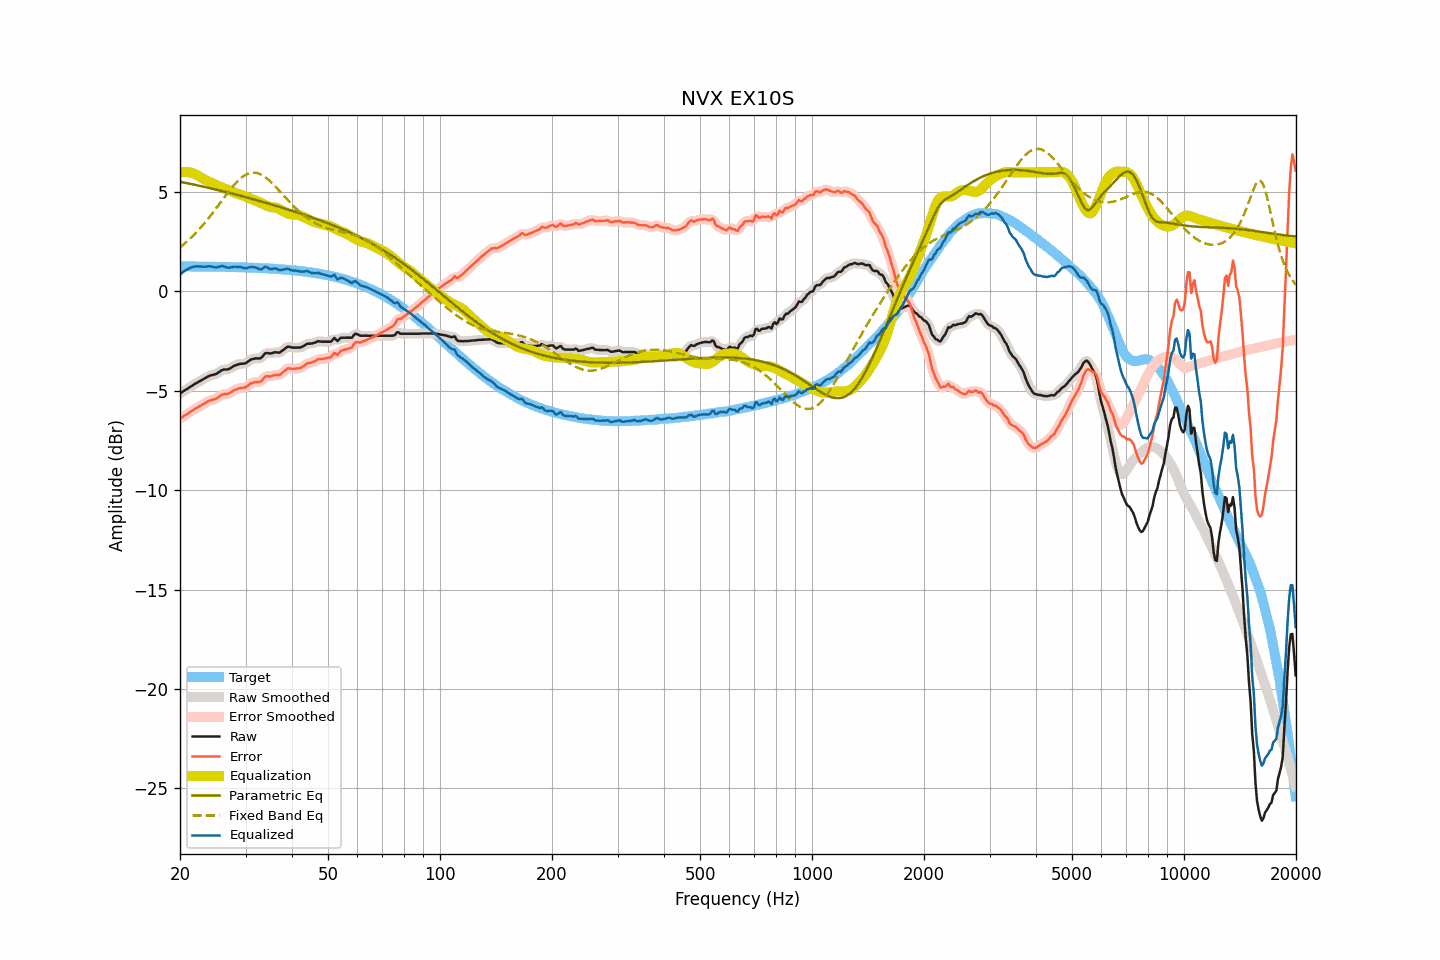 NVX EX10S
Amplitude (dBr)
5
0
−5
−10
−15
−20
−25
Target
Raw Smoothed
Error Smoothed
Raw
Error
Equalization
Parametric Eq
Fixed Band Eq
Equalized
20 50 100 200 500 1000 2000 5000 10000 20000
Frequency (Hz)